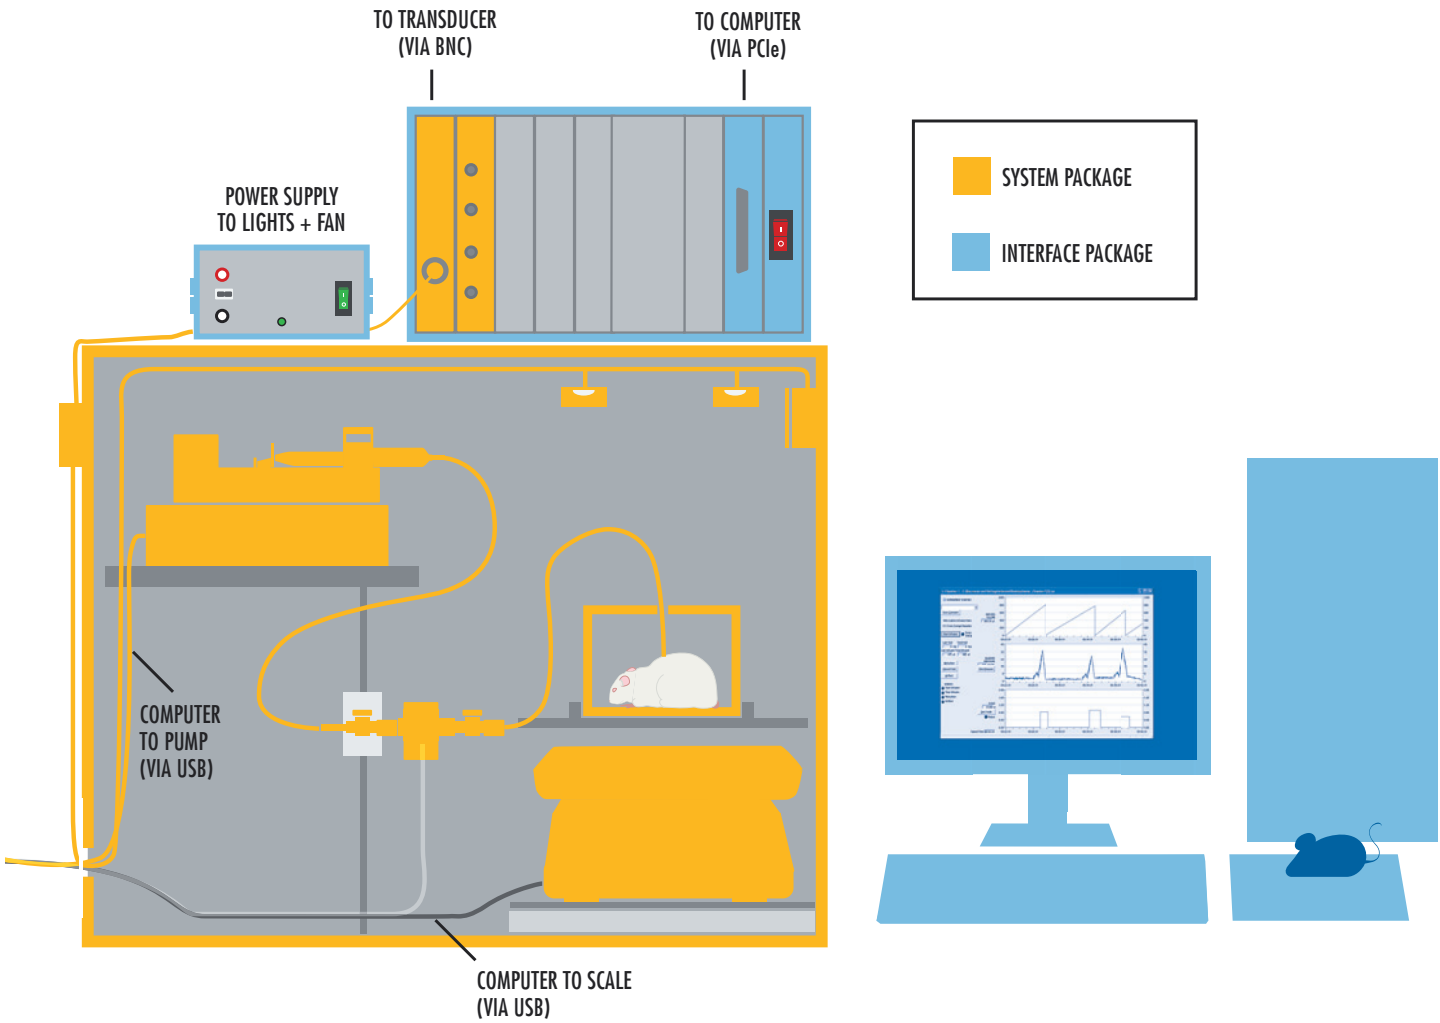 TO TRANSDUCER
(VIA BNC)
TO COMPUTER
(VIA PCIe)
POWER SUPPLY
TO LIGHTS + FAN
SYSTEM PACKAGE
INTERFACE PACKAGE
COMPUTER
TO PUMP
(VIA USB)
COMPUTER TO SCALE
(VIA USB)